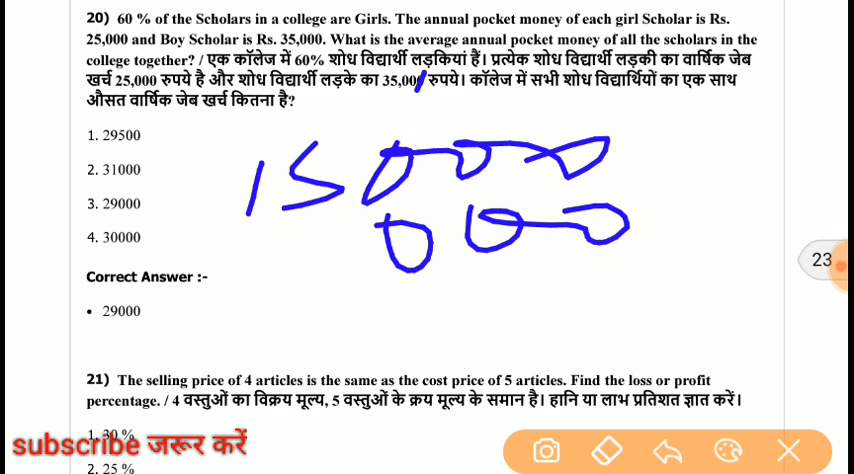 20) 60 % of the Scholars in a college are Girls. The annual pocket money of each girl Scholar is Rs.
25,000 and Boy Scholar is Rs. 35,000. What is the average annual pocket money of all the scholars in the
college together? / एक कॉलेज में 60% शोध विद्यार्थी लड़कियां हैं। प्रत्येक शोध विद्यार्थी लड़की का वार्षिक जेब
खर्च 25,000 रुपये है और शोध विद्यार्थी लड़के का 35,000 रुपये। कॉलेज में सभी शोध विद्यार्थियों का एक साथ
औसत वार्षिक जेब खर्च कितना है?
1. 29500
2. 31000
3. 29000
4. 30000
15000
000
23
Correct Answer :-
• 29000
21) The selling price of 4 articles is the same as the cost price of 5 articles. Find the loss or profit
percentage. / 4 वस्तुओं का विक्रय मूल्य, 5 वस्तुओं के क्रय मूल्य के समान है। हानि या लाभ प्रतिशत ज्ञात करें।
1. 30 %
subscribe जरूर करें
2. 25 %